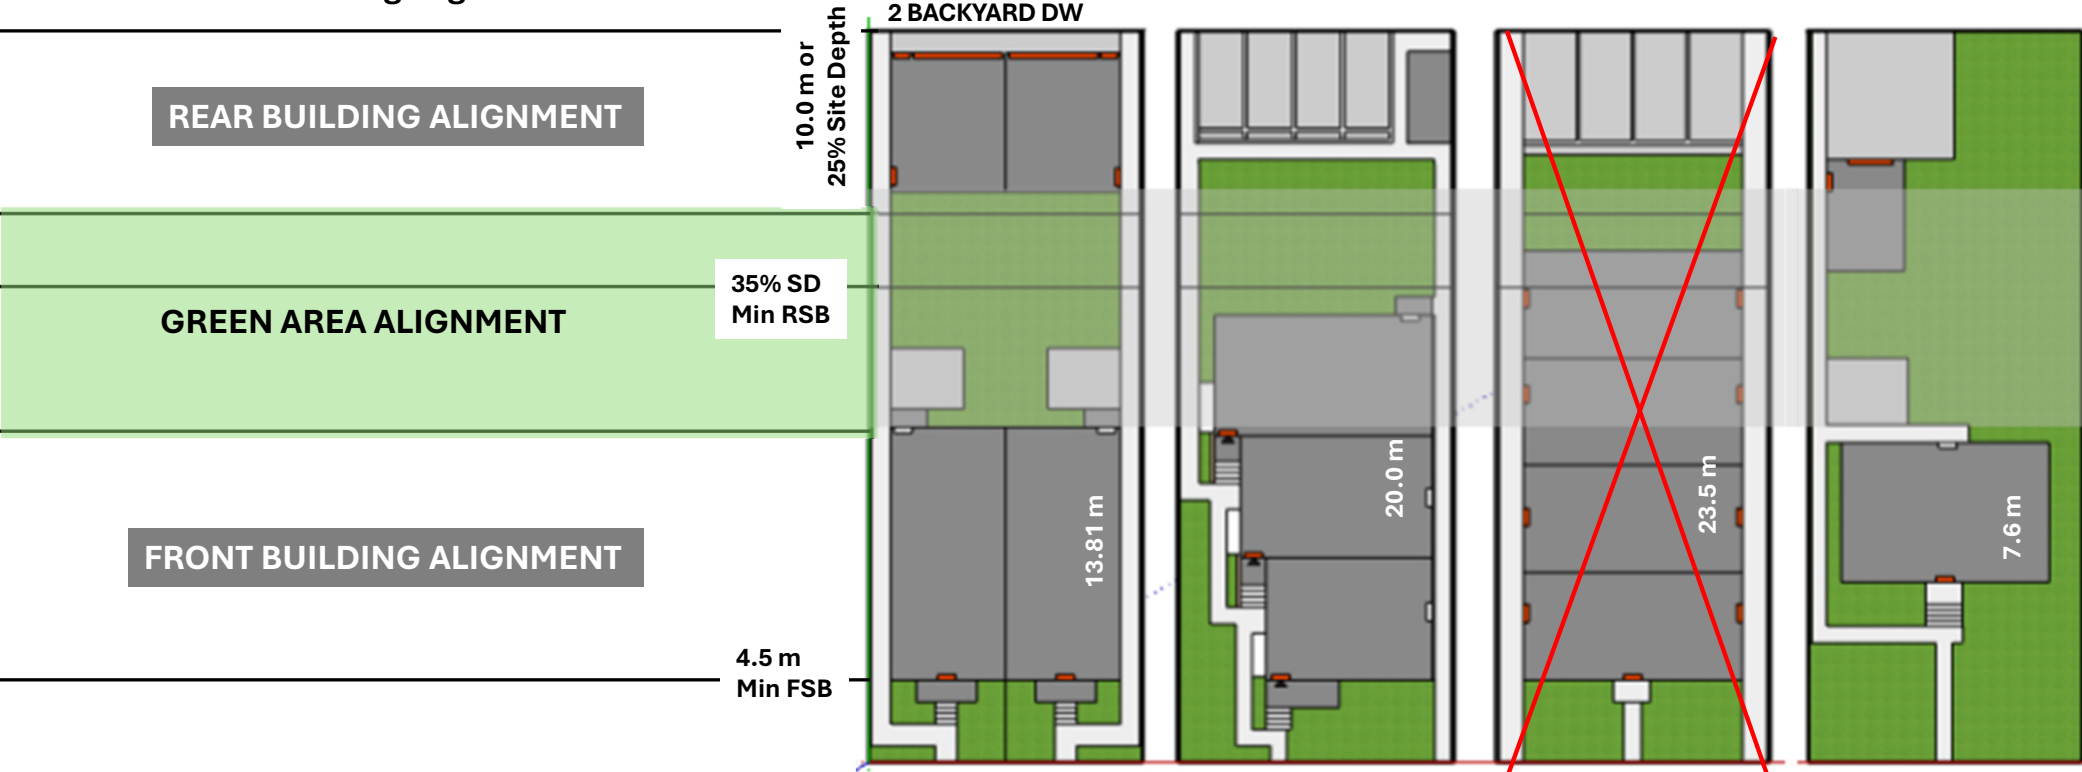 2 BACKYARD DW
10.0 m or
25% Site Depth
REAR BUILDING ALIGNMENT
35% SD
Min RSB
GREEN AREA ALIGNMENT
13.81 m
20.0 m
23.5 m
7.6 m
FRONT BUILDING ALIGNMENT
4.5 m
Min FSB